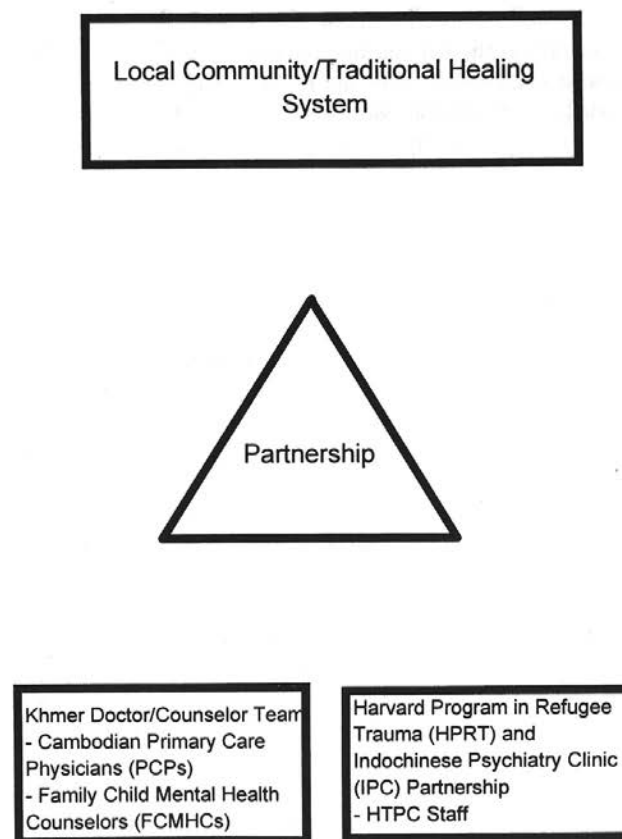 Local Community/Traditional Healing
System
Partnership
Khmer Doctor/Counselor Team
- Cambodian Primary Care
Physicians (PCPs)
- Family Child Mental Health
Counselors (FCMHCs)
Harvard Program in Refugee
Trauma (HPRT) and
Indochinese Psychiatry Clinic
(IPC) Partnership
- HTPC Staff